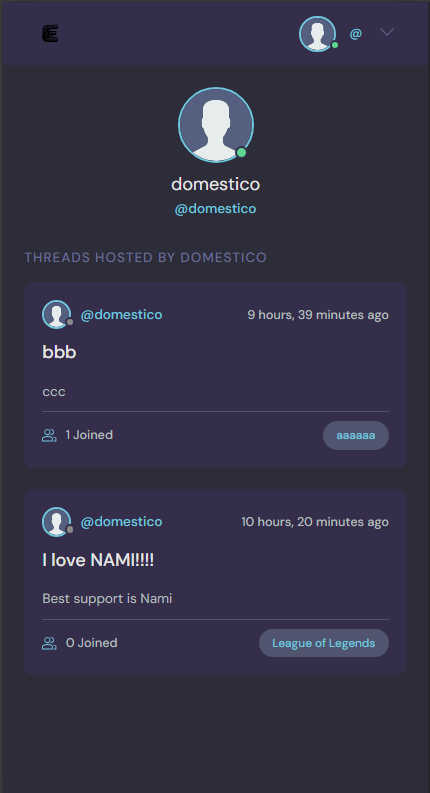 E
@
domestico
@domestico
THREADS HOSTED BY DOMESTICO
@domestico
9 hours, 39 minutes ago
bbb
ccc
1 Joined
aaaaaa
@domestico
10 hours, 20 minutes ago
I love NAMI!!!!
Best support is Nami
0 Joined
League of Legends